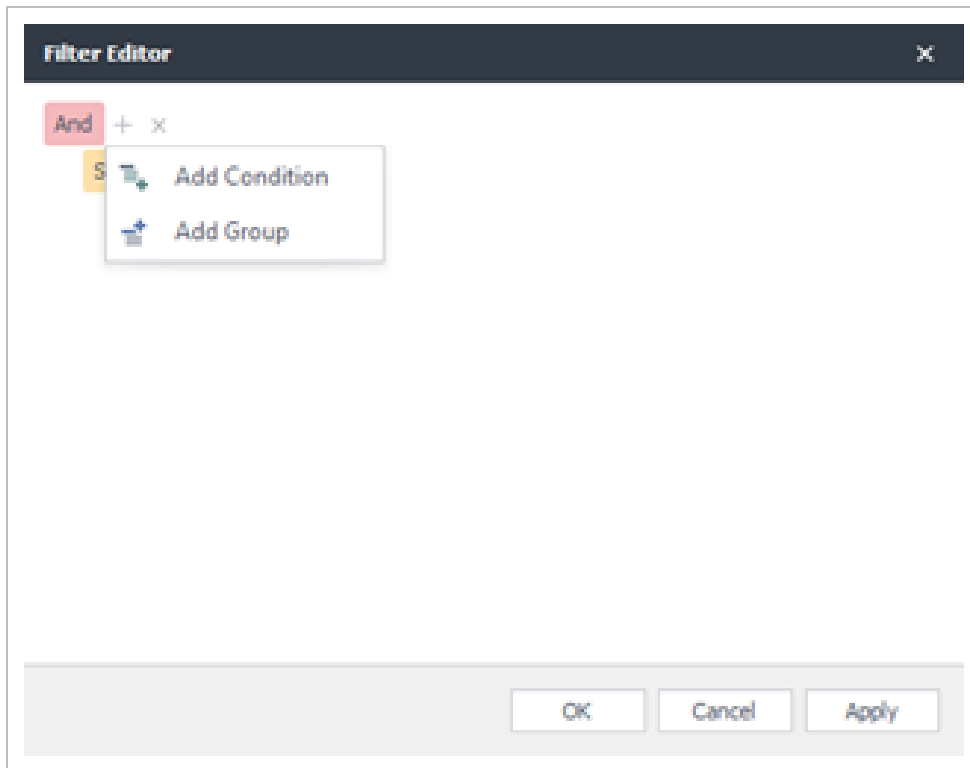 Filter Editor
And
S
Add Condition
Add Group
OK Cancel Apply